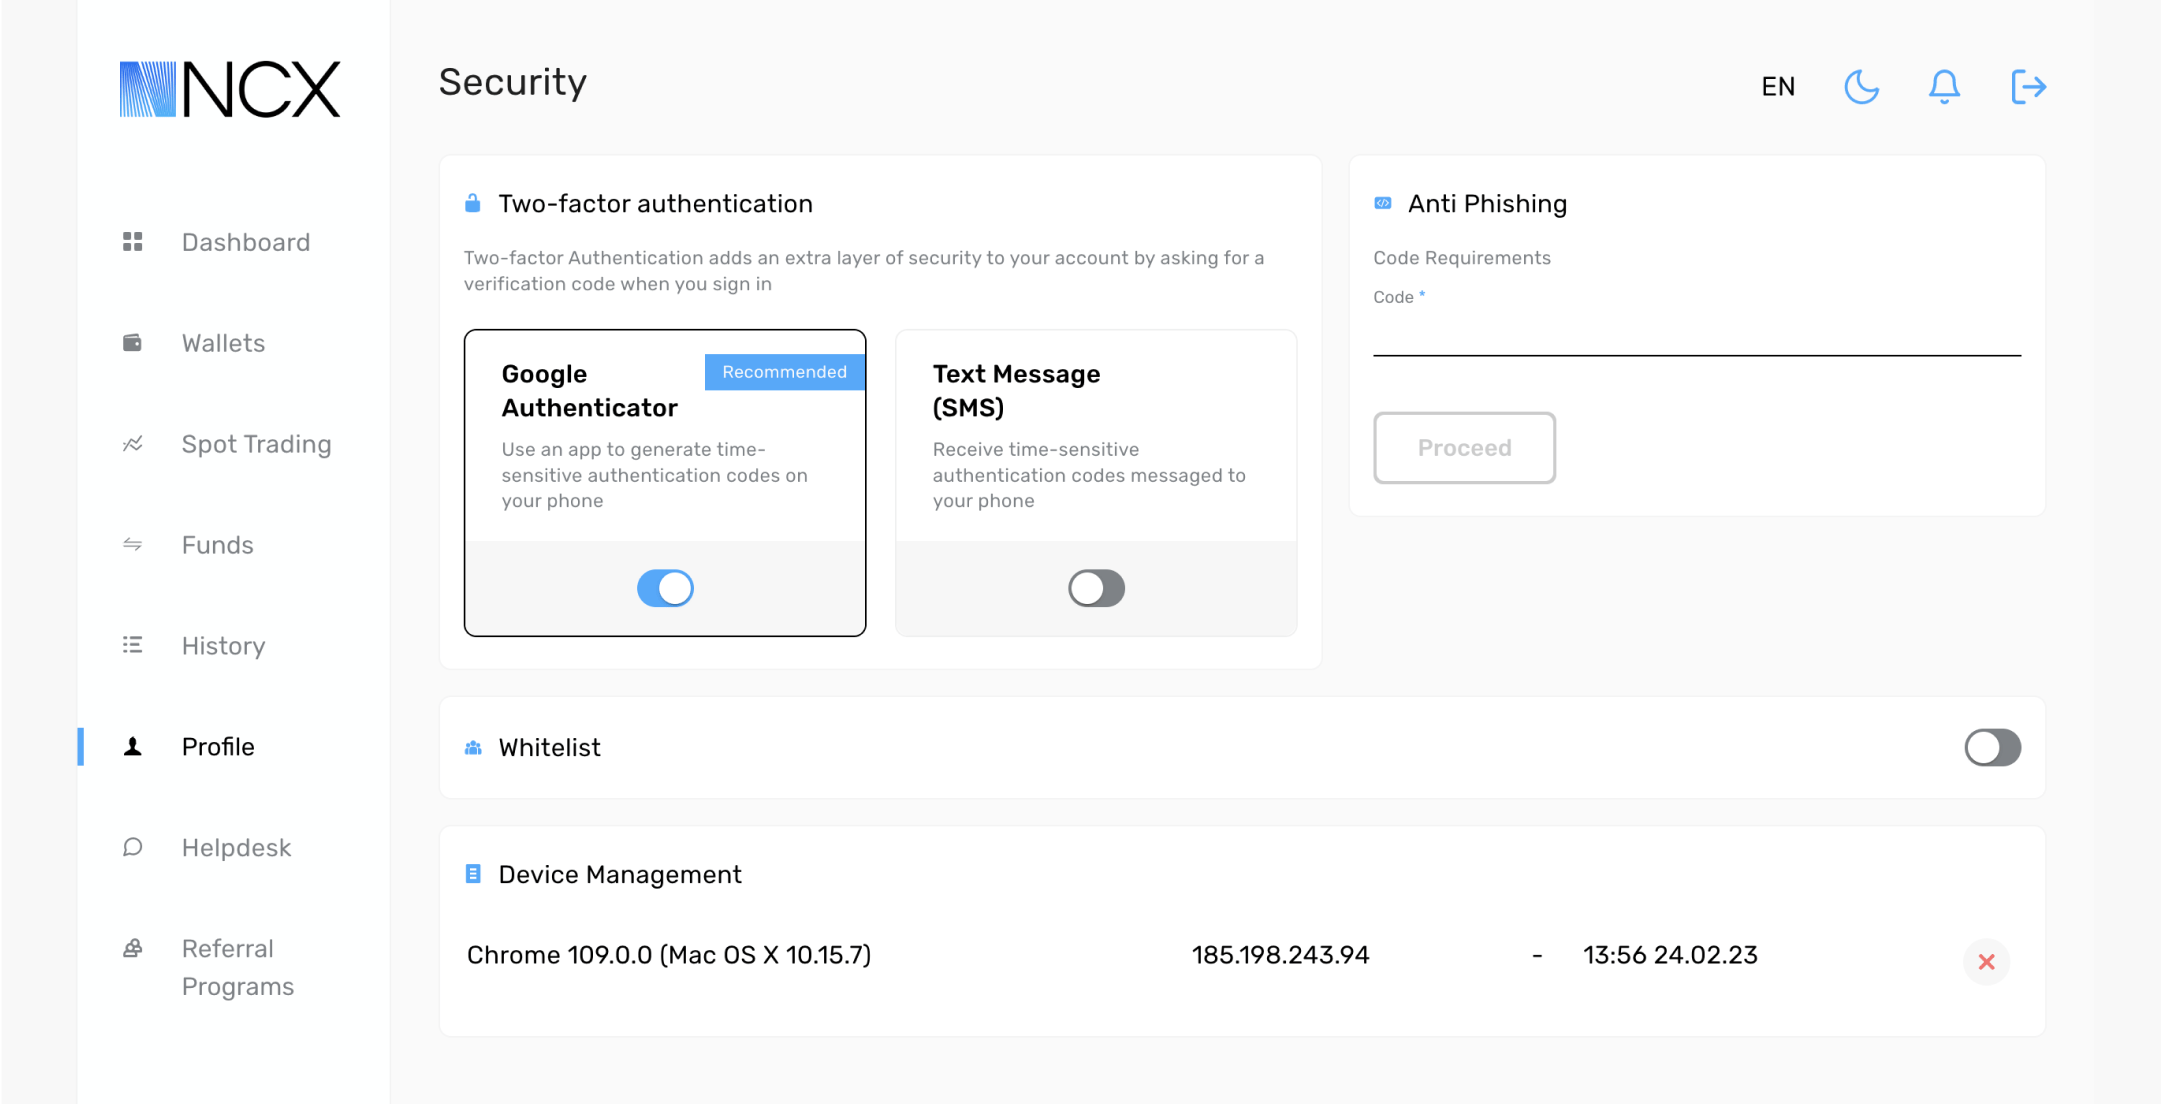 NCX
Security
EN
Dashboard
Wallets
Spot Trading
Funds
History
Profile
Helpdesk
Referral
Programs
Two-factor authentication
Two-factor Authentication adds an extra layer of security to your account by asking for a
verification code when you sign in
Google
Authenticator
Recommended
Use an app to generate time-
sensitive authentication codes on
your phone
Text Message
(SMS)
Receive time-sensitive
authentication codes messaged to
your phone
Anti Phishing
Code Requirements
Code *
Proceed
Whitelist
Device Management
Chrome 109.0.0 (Mac OS X 10.15.7) 185.198.243.94 - 13:56 24.02.23